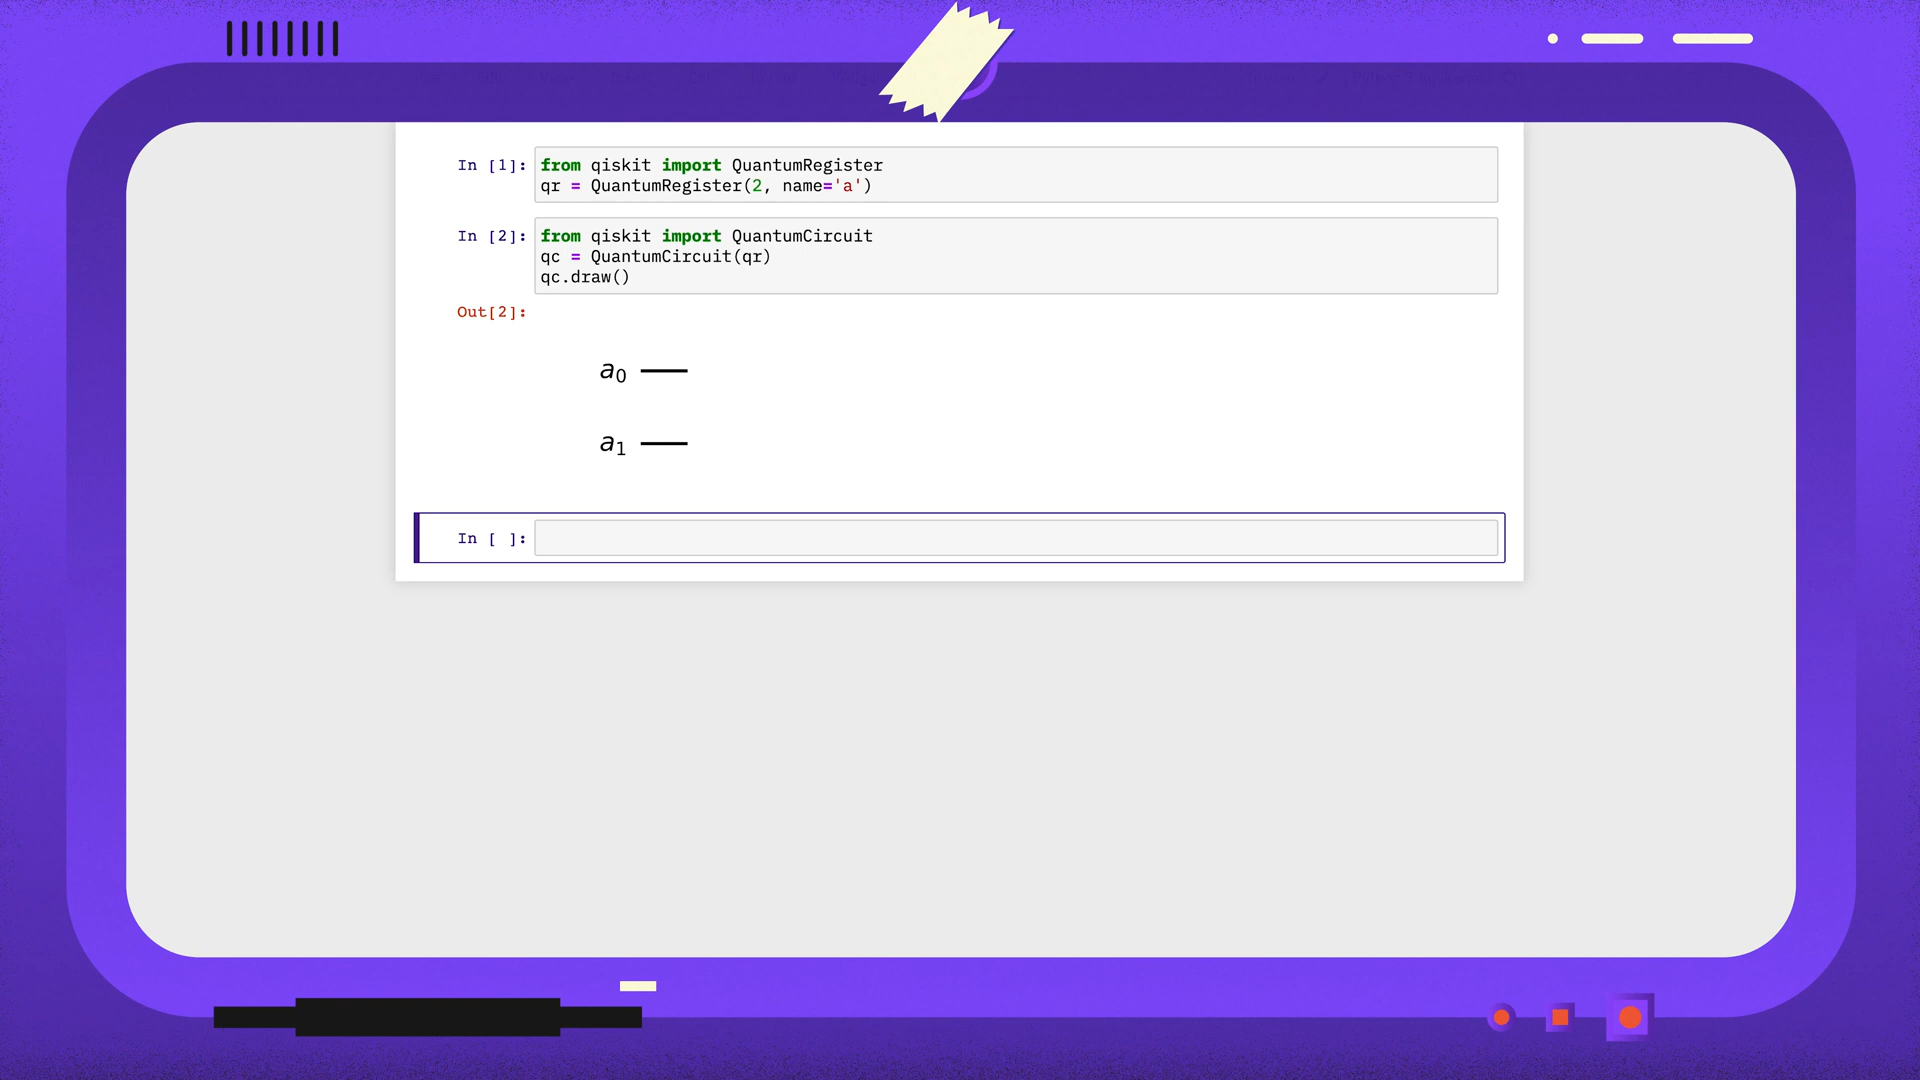 In [1]: from qiskit import QuantumRegister
qr = QuantumRegister(2, name='a')
In [2]: from qiskit import QuantumCircuit
qc = QuantumCircuit(qr)
qc.draw()
Out[2]:
a0
a1
In [ ]: